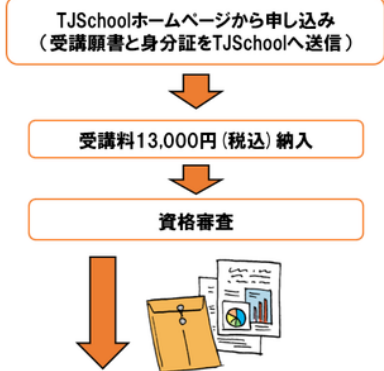 TJSchoolホームページから申し込み
（受講願書と身分証をTJSchoolへ送信）
受講料13,000円(税込)納入
資格審査